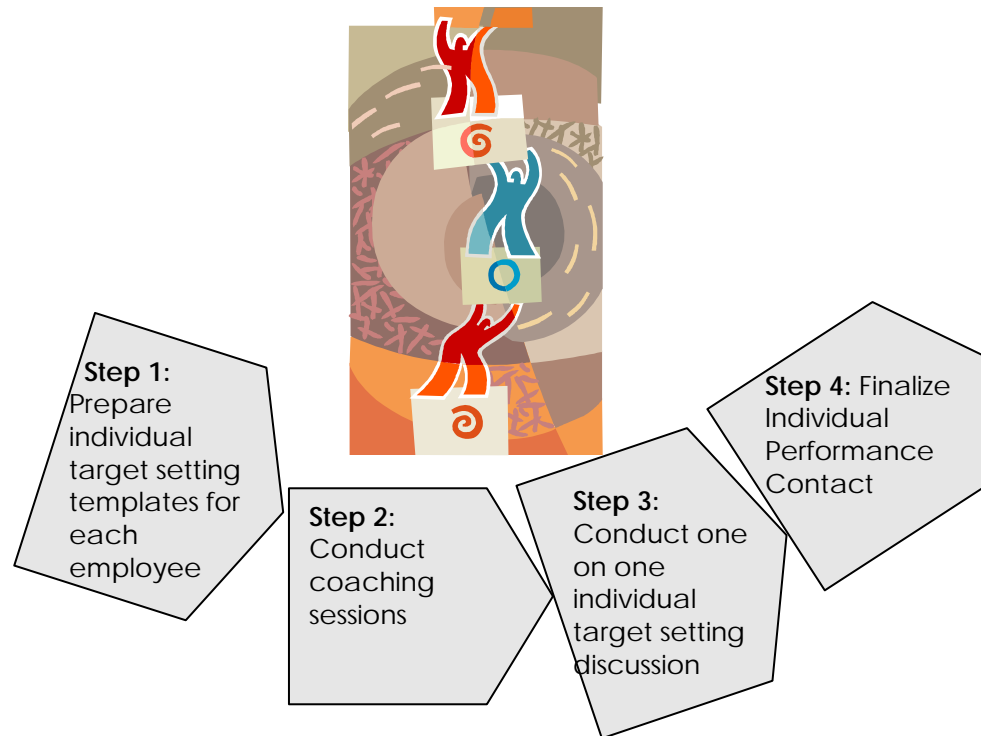 Step 1:
Prepare
individual
target setting
templates for
each
employee
Step 2:
Conduct
coaching
sessions
Step 3:
Conduct one
on one
individual
target setting
discussion
Step 4: Finalize
Individual
Performance
Contact